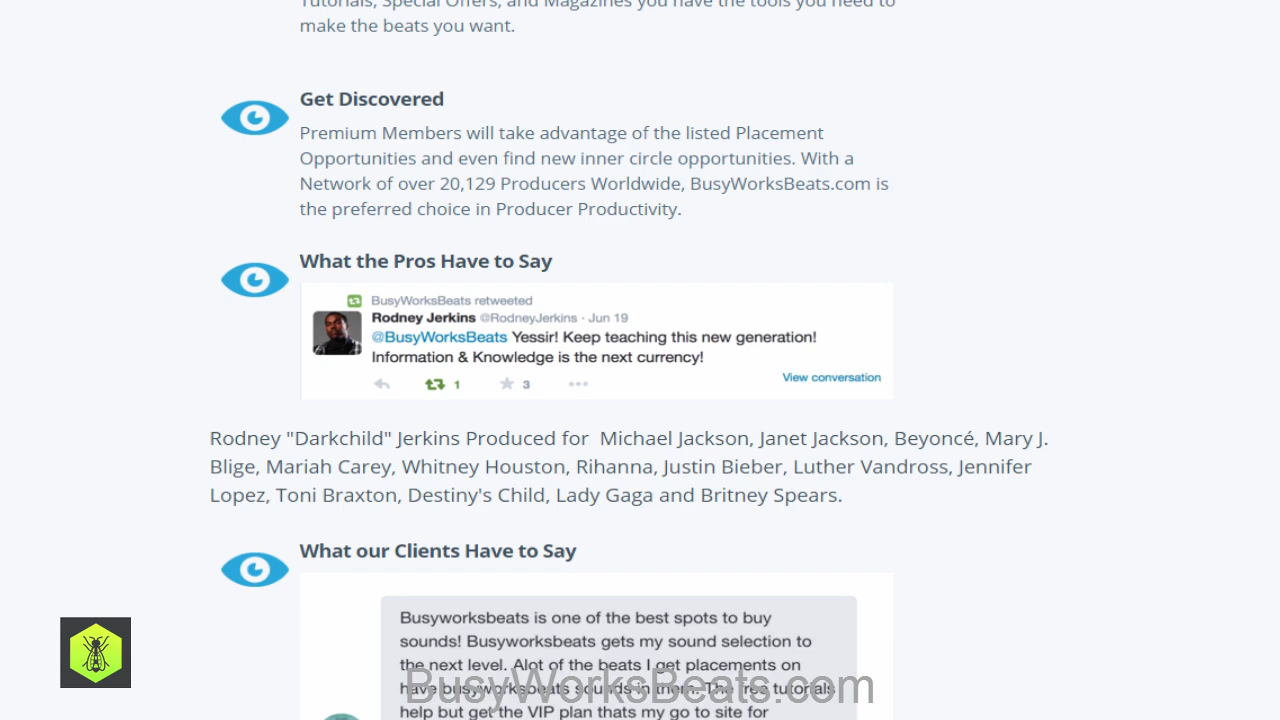 Tutorials, Special Offers, and Magazines you have the tools you need to
make the beats you want.
Get Discovered
Premium Members will take advantage of the listed Placement
Opportunities and even find new inner circle opportunities. With a
Network of over 20,129 Producers Worldwide, BusyWorksBeats.com is
the preferred choice in Producer Productivity.
What the Pros Have to Say
BusyWorksBeats retweeted
Rodney Jerkins @RodneyJerkins · Jun 19
@BusyWorksBeats Yessir! Keep teaching this new generation!
Information & Knowledge is the next currency!
1 3 View conversation
Rodney "Darkchild" Jerkins Produced for Michael Jackson, Janet Jackson, Beyoncé, Mary J.
Blige, Mariah Carey, Whitney Houston, Rihanna, Justin Bieber, Luther Vandross, Jennifer
Lopez, Toni Braxton, Destiny's Child, Lady Gaga and Britney Spears.
What our Clients Have to Say
Busyworksbeats is one of the best spots to buy
sounds! Busyworksbeats gets my sound selection to
the next level. Alot of the beats I get placements on
have busyworksbeats sounds in them. The free tutorials
BusyWorksBeats.com
help but get the VIP plan thats my go to site for